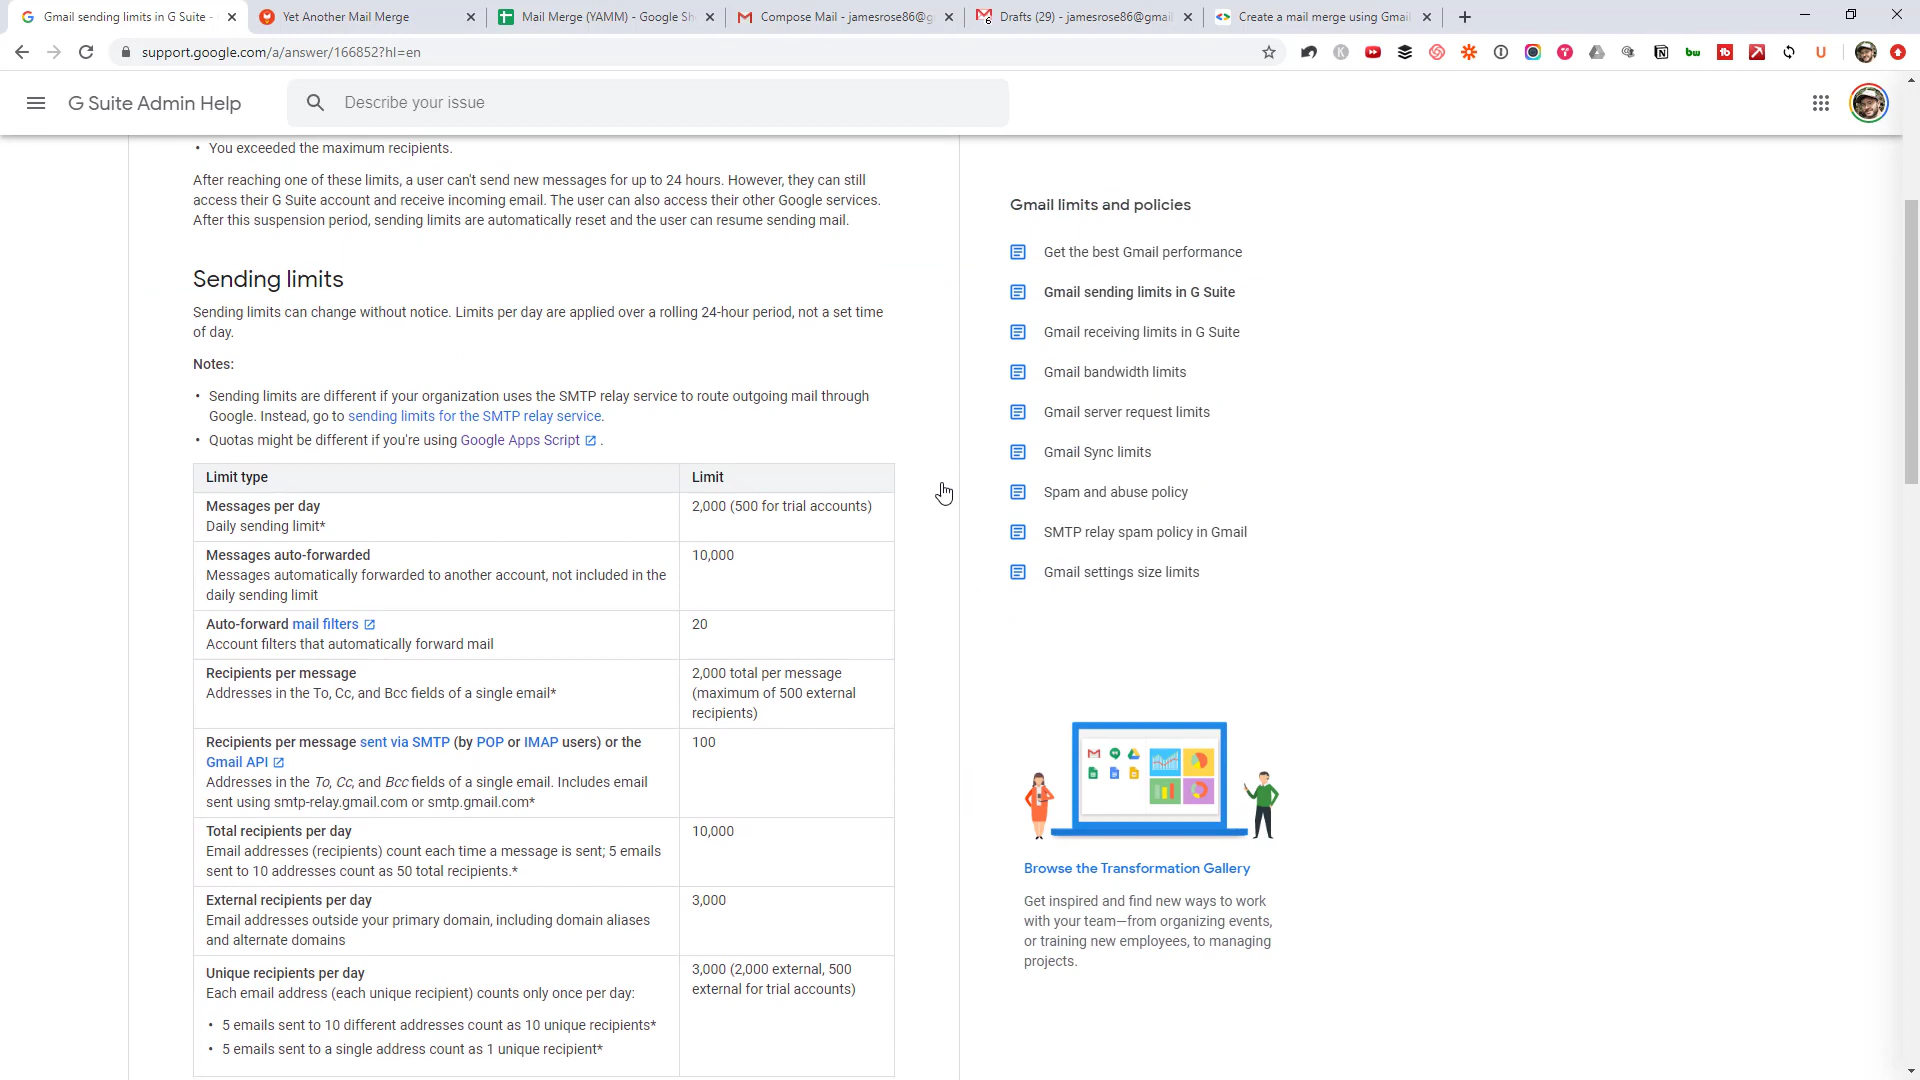 Gmail sending limits in G Suite -
Yet Another Mail Merge
Mail Merge (YAMM) - Google Sh
Compose Mail - jamesrose86@g
Drafts (29) - jamesrose86@gmail
Create a mail merge using Gmail
support.google.com/a/answer/166852?hl=en
G Suite Admin Help
Describe your issue
• You exceeded the maximum recipients.
After reaching one of these limits, a user can't send new messages for up to 24 hours. However, they can still
access their G Suite account and receive incoming email. The user can also access their other Google services.
After this suspension period, sending limits are automatically reset and the user can resume sending mail.
Sending limits
Sending limits can change without notice. Limits per day are applied over a rolling 24-hour period, not a set time
of day.
Notes:
• Sending limits are different if your organization uses the SMTP relay service to route outgoing mail through
Google. Instead, go to sending limits for the SMTP relay service.
• Quotas might be different if you're using Google Apps Script .
Limit type
Limit
Messages per day
Daily sending limit*
2,000 (500 for trial accounts)
Messages auto-forwarded
Messages automatically forwarded to another account, not included in the
daily sending limit
10,000
Auto-forward mail filters
Account filters that automatically forward mail
20
Recipients per message
Addresses in the To, Cc, and Bcc fields of a single email*
2,000 total per message
(maximum of 500 external
recipients)
Recipients per message sent via SMTP (by POP or IMAP users) or the
Gmail API
Addresses in the To, Cc, and Bcc fields of a single email. Includes email
sent using smtp-relay.gmail.com or smtp.gmail.com*
100
Total recipients per day
Email addresses (recipients) count each time a message is sent; 5 emails
sent to 10 addresses count as 50 total recipients.*
10,000
External recipients per day
Email addresses outside your primary domain, including domain aliases
and alternate domains
3,000
Unique recipients per day
Each email address (each unique recipient) counts only once per day:
• 5 emails sent to 10 different addresses count as 10 unique recipients*
• 5 emails sent to a single address count as 1 unique recipient*
3,000 (2,000 external, 500
external for trial accounts)
Gmail limits and policies
Get the best Gmail performance
Gmail sending limits in G Suite
Gmail receiving limits in G Suite
Gmail bandwidth limits
Gmail server request limits
Gmail Sync limits
Spam and abuse policy
SMTP relay spam policy in Gmail
Gmail settings size limits
Browse the Transformation Gallery
Get inspired and find new ways to work
with your team—from organizing events,
or training new employees, to managing
projects.